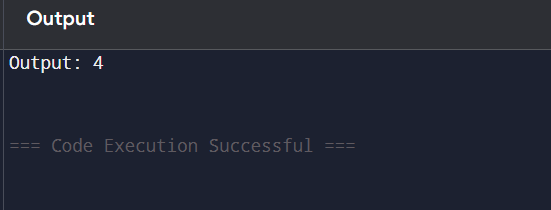 Output
Output: 4
=== Code Execution Successful ===